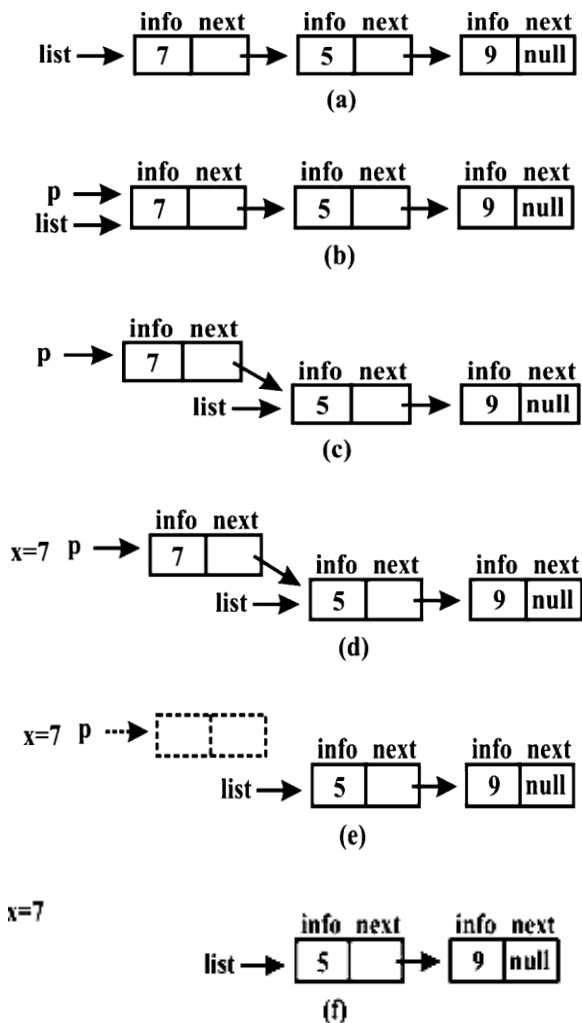 info next info next info next
list 7 5 9 null
(a)
info next info next info next
p
list 7 5 9 null
(b)
info next
p 7
info next info next
list 5 9 null
(c)
info next
x=7 p 7
info next info next
list 5 9 null
(d)
x=7 p
info next info next
list 5 9 null
(e)
x=7
info next info next
list 5 9 null
(f)